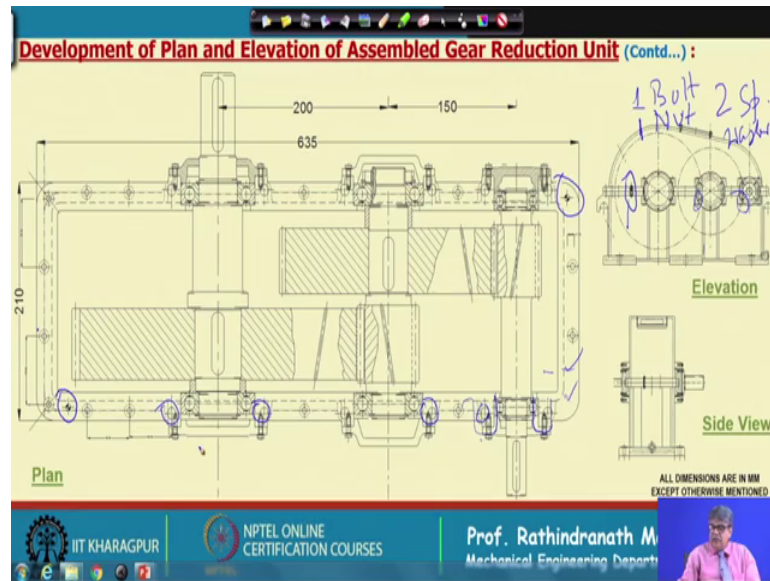 Development of Plan and Elevation of Assembled Gear Reduction Unit (Contd...) :
1 Bolt 2 Sp.
1 Nut
200
150
635
210
Elevation
Side View
Plan
ALL DIMENSIONS ARE IN MM
EXCEPT OTHERWISE MENTIONED
IIT KHARAGPUR
NPTEL ONLINE
CERTIFICATION COURSES
NPTEL
Prof. Rathindranath M
Mechanical Engineering Departm